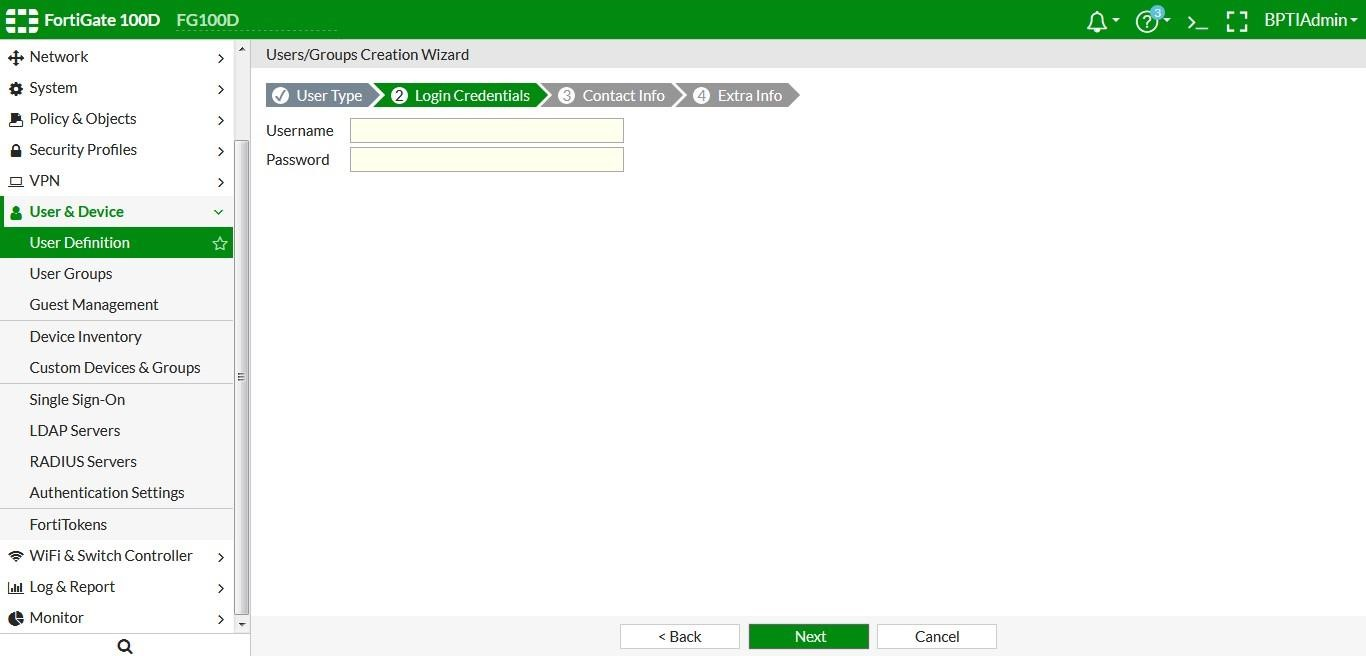 FortiGate 100D FG100D 3 >_ BPTIAdmin
Network
System
Policy & Objects
Security Profiles
VPN
User & Device
User Definition
User Groups
Guest Management
Device Inventory
Custom Devices & Groups
Single Sign-On
LDAP Servers
RADIUS Servers
Authentication Settings
FortiTokens
WiFi & Switch Controller
Log & Report
Monitor
Users/Groups Creation Wizard
User Type 2 Login Credentials 3 Contact Info 4 Extra Info
Username
Password
< Back Next Cancel